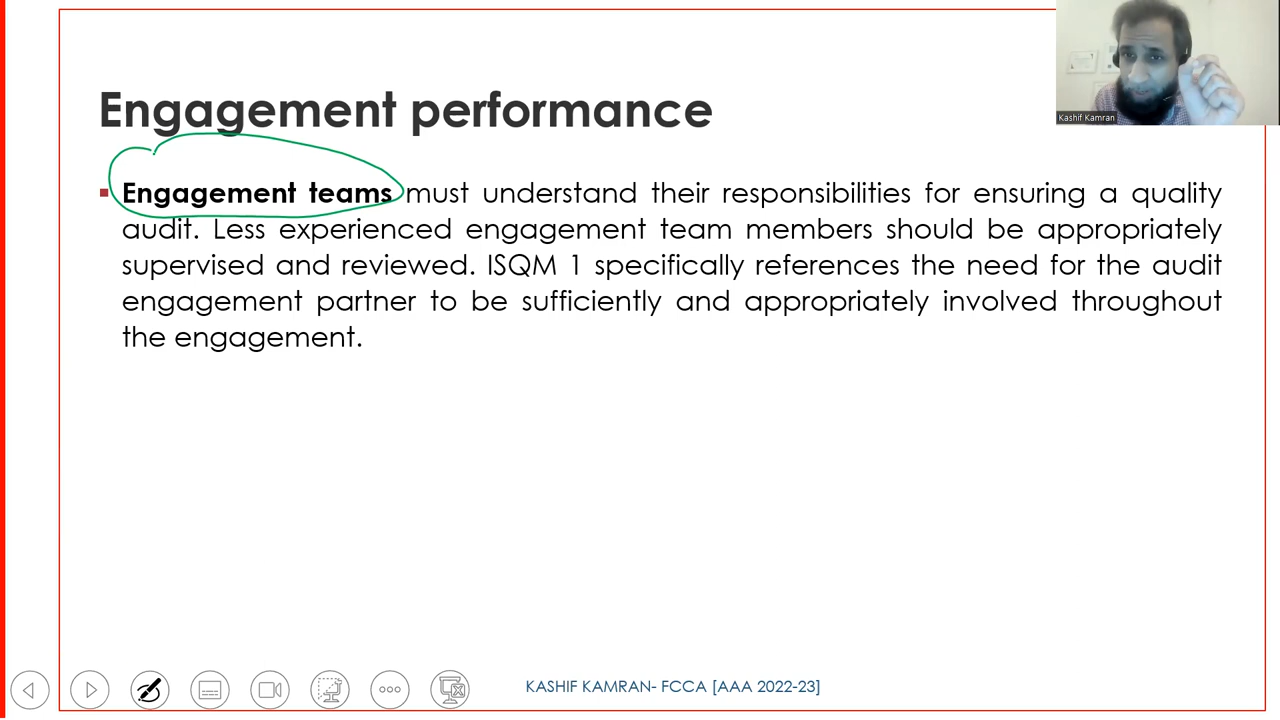 Engagement performance
Kashif Kamran
▪ Engagement teams must understand their responsibilities for ensuring a quality
audit. Less experienced engagement team members should be appropriately
supervised and reviewed. ISQM 1 specifically references the need for the audit
engagement partner to be sufficiently and appropriately involved throughout
the engagement.
KASHIF KAMRAN- FCCA [AAA 2022-23]